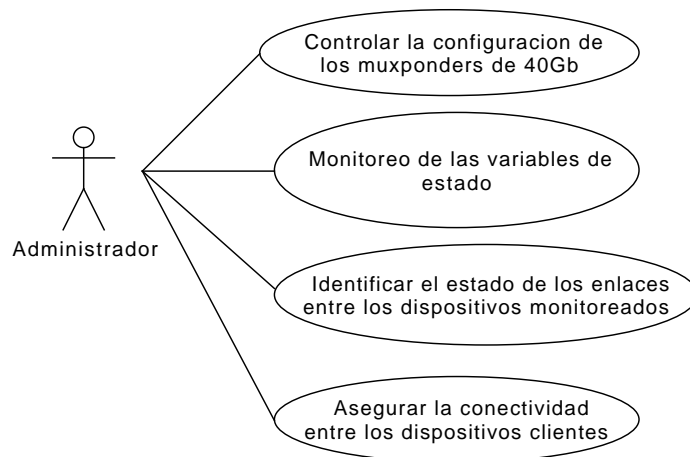 Controlar la configuracion de
los muxponders de 40Gb
Monitoreo de las variables de
estado
Administrador
Identificar el estado de los enlaces
entre los dispositivos monitoreados
Asegurar la conectividad
entre los dispositivos clientes